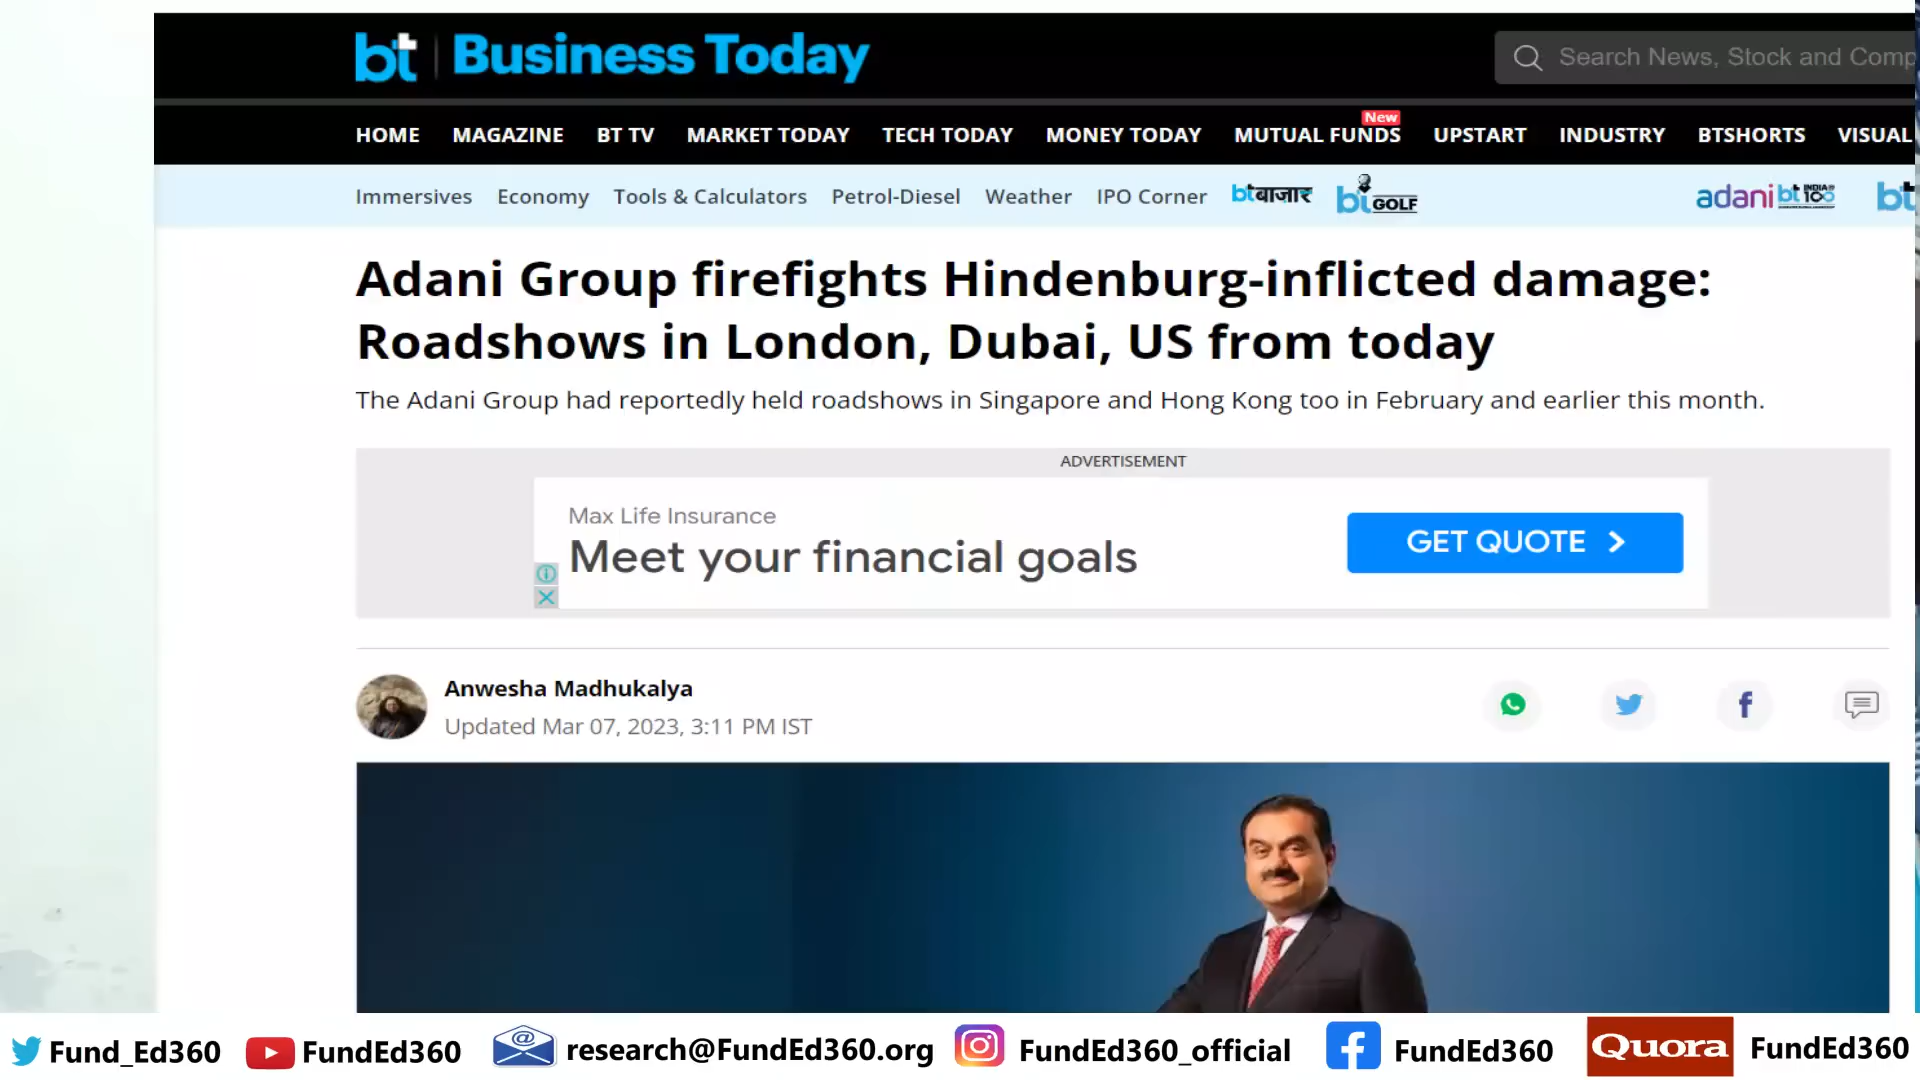 bt Business Today
Search News, Stock and Comp
New
HOME MAGAZINE BT TV MARKET TODAY TECH TODAY MONEY TODAY MUTUAL FUNDS UPSTART INDUSTRY BTSHORTS VISUAL
Immersives Economy Tools & Calculators Petrol-Diesel Weather IPO Corner btबाज़ार bt GOLF adani bt INDIA@100 bt
Adani Group firefights Hindenburg-inflicted damage:
Roadshows in London, Dubai, US from today
The Adani Group had reportedly held roadshows in Singapore and Hong Kong too in February and earlier this month.
ADVERTISEMENT
Max Life Insurance
Meet your financial goals
GET QUOTE
Anwesha Madhukalya
Updated Mar 07, 2023, 3:11 PM IST
Fund_Ed360 FundEd360 research@FundEd360.org FundEd360_official FundEd360 Quora FundEd360